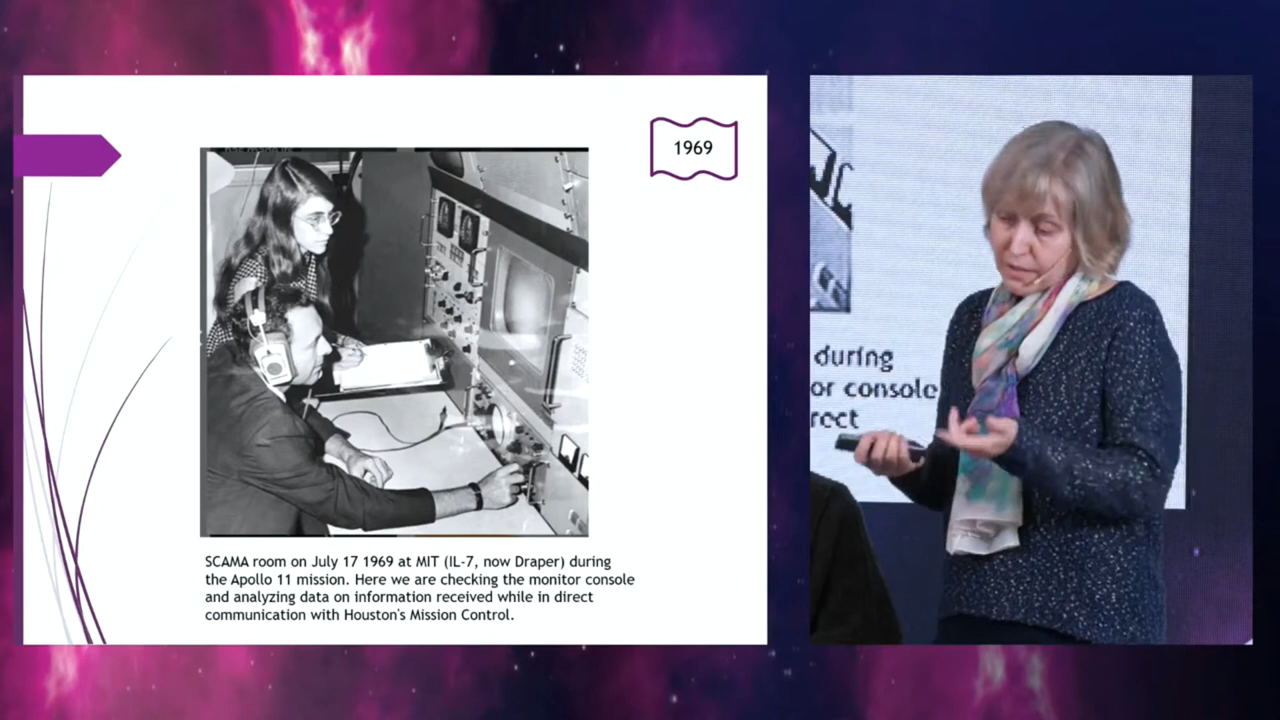 1969
SCAMA room on July 17 1969 at MIT (IL-7, now Draper) during
the Apollo 11 mission. Here we are checking the monitor console
and analyzing data on information received while in direct
communication with Houston's Mission Control.
during
or console
rect